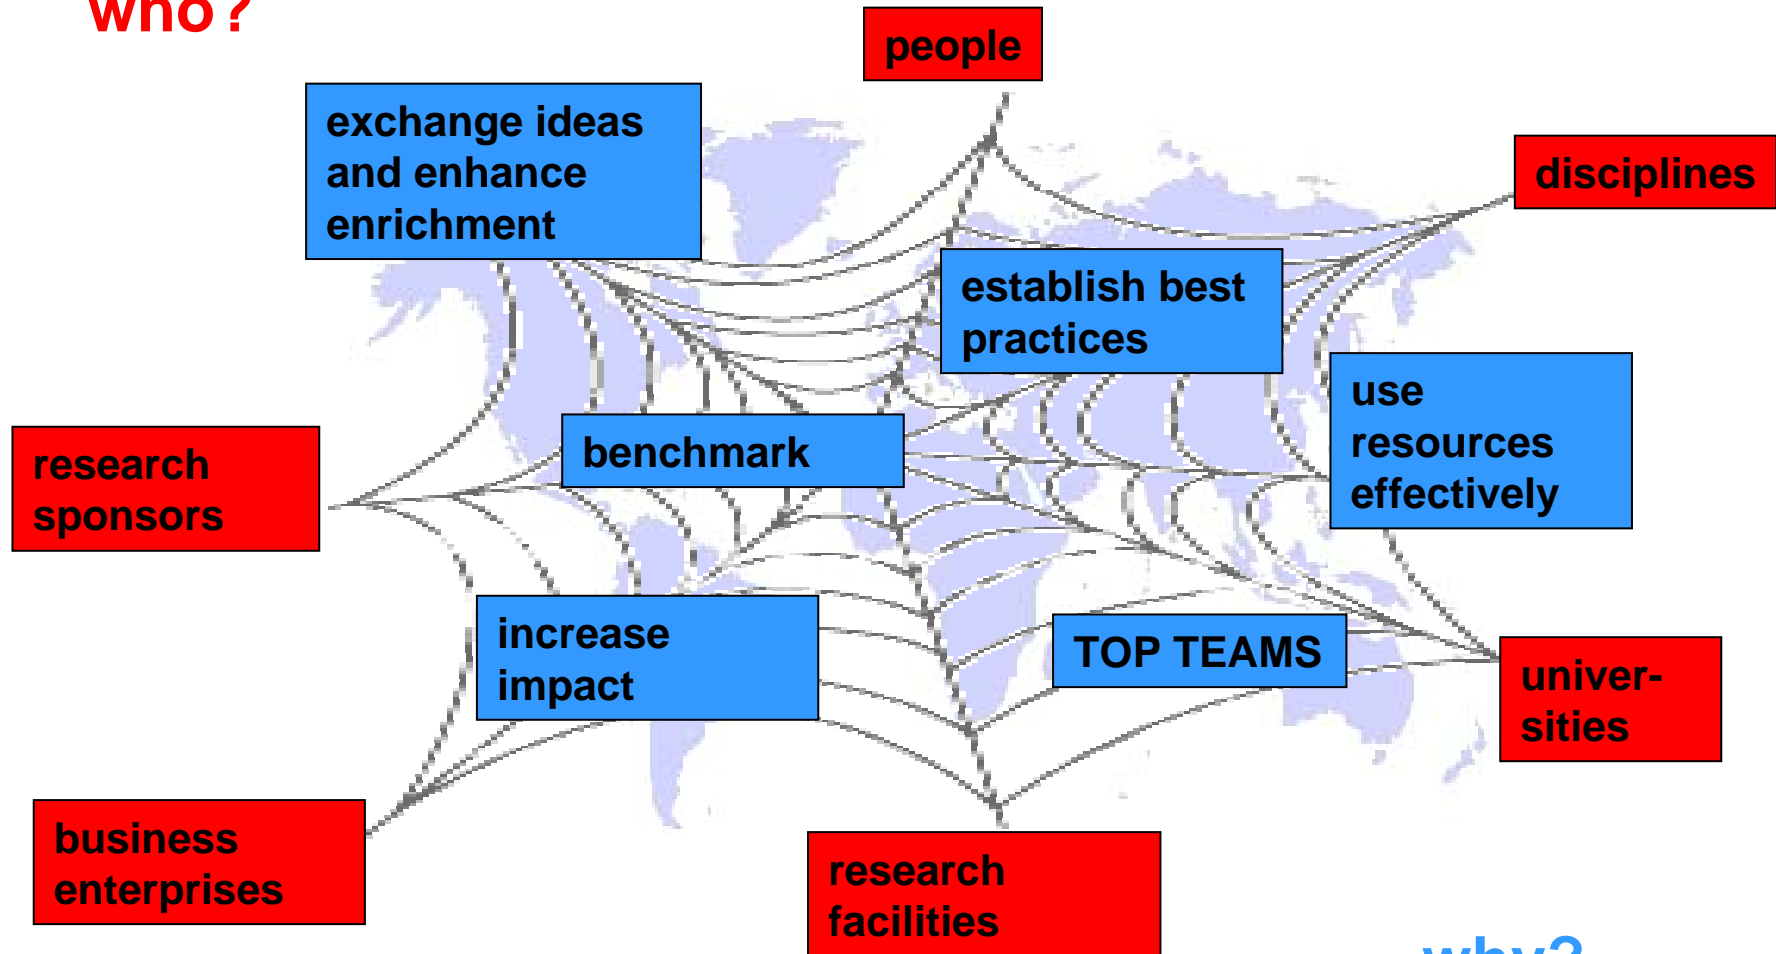 who?
people
exchange ideas
and enhance
enrichment
disciplines
establish best
practices
use
resources
effectively
benchmark
research
sponsors
increase
impact
TOP TEAMS
univer-
sities
business
enterprises
research
facilities
why?